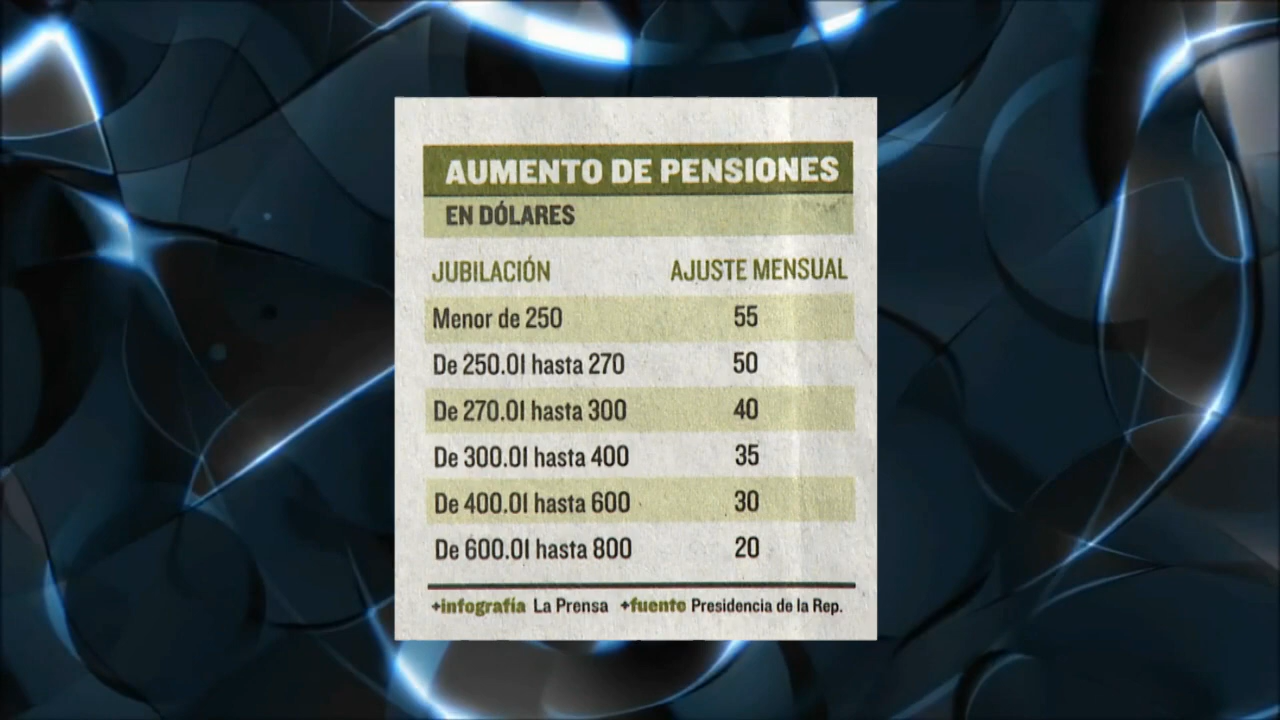 AUMENTO DE PENSIONES
EN DÓLARES
JUBILACIÓN AJUSTE MENSUAL
Menor de 250 55
De 250.01 hasta 270 50
De 270.01 hasta 300 40
De 300.01 hasta 400 35
De 400.01 hasta 600 30
De 600.01 hasta 800 20
+infografía La Prensa +fuente Presidencia de la Rep.